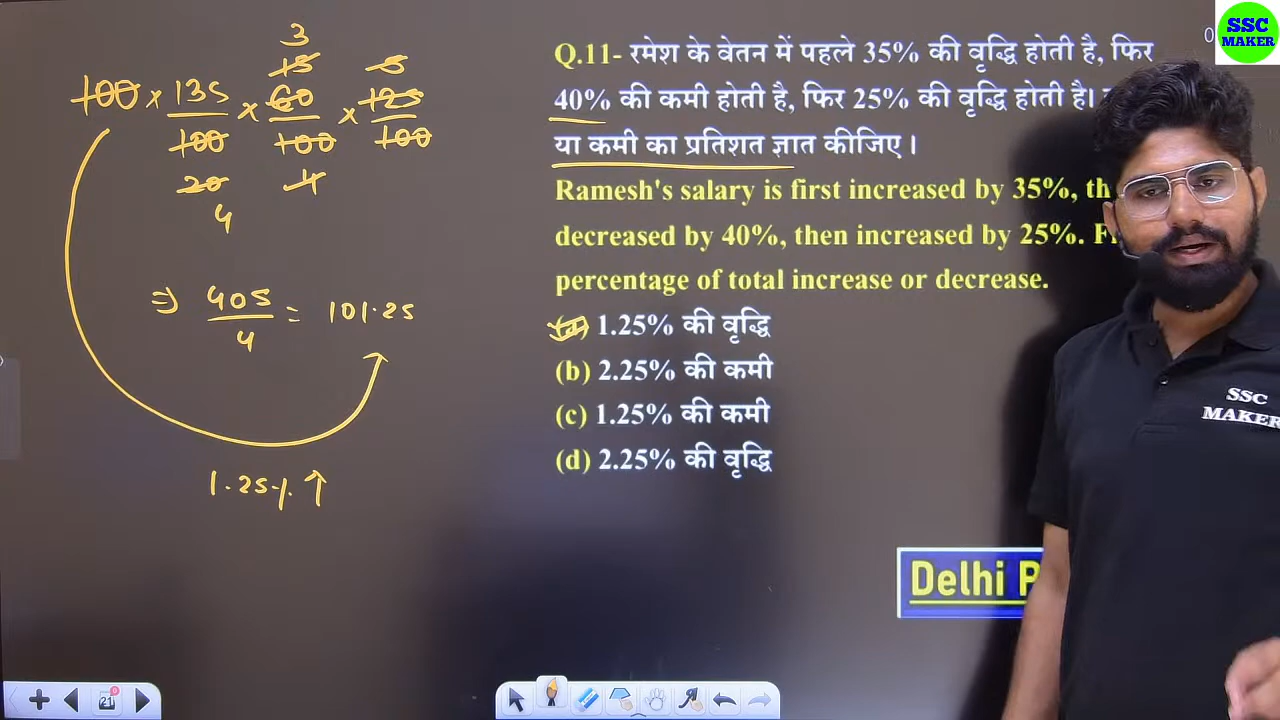 SSC
MAKER
Q.11- रमेश के वेतन में पहले 35% की वृद्धि होती है, फिर
40% की कमी होती है, फिर 25% की वृद्धि होती है।
या कमी का प्रतिशत ज्ञात कीजिए।
Ramesh's salary is first increased by 35%,
decreased by 40%, then increased by 25%.
percentage of total increase or decrease.
(a) 1.25% की वृद्धि
(b) 2.25% की कमी
(c) 1.25% की कमी
(d) 2.25% की वृद्धि
3
15 5
100 × 135 × 60 × 125
100 100 100
20 4
4
⇒ 405/4 = 101.25
1.25% ↑
SSC
MAKER
Delhi
21